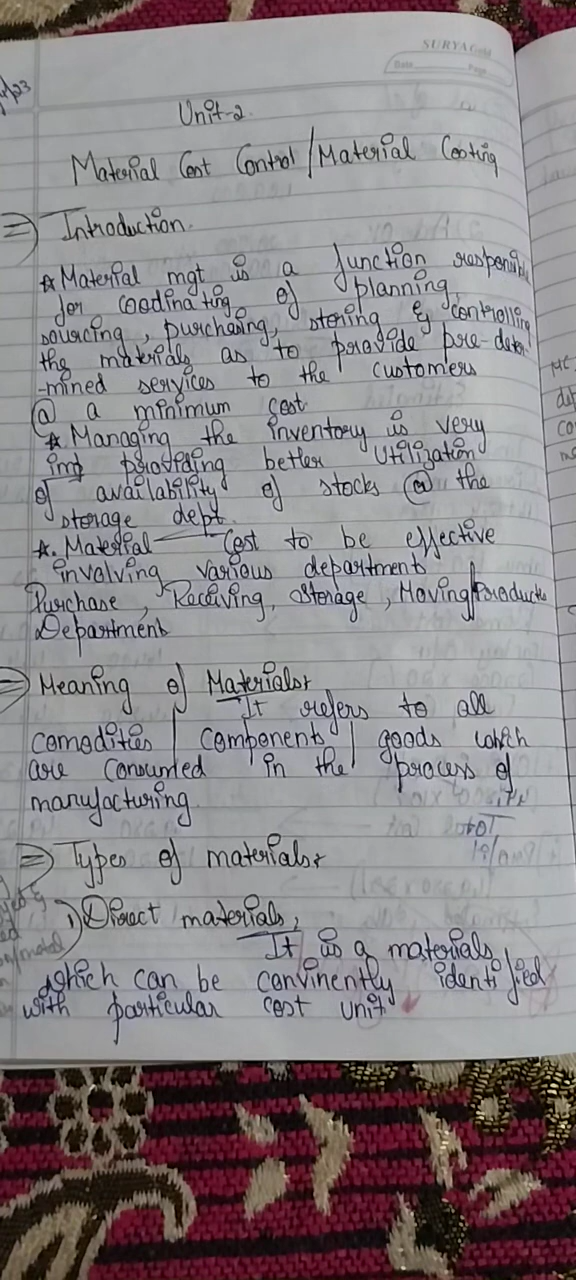 SURYA Gold
Date Page
Unit-2
Material Cost Control / Material Costing
⇒ Introduction.
☆ Material mgt is a function responsible
for coodinating of planning
sourcing, purchasing, storing & controlling
the materials as to provide pre-deter
-mined services to the customers
@ a minimum cost
☆ Managing the inventory is very
imp providing better Utilization
of availability of stocks @ the
storage dept.
☆. Material Cost to be effective
involving various department
Purchase, Receiving, Storage, Moving
Department
⇒ Meaning of Materials:
It refers to all
comodities / components / goods which
are consumed in the process of
manufacturing.
⇒ Types of materials:
1) Direct materials,
It is a materials
which can be convinently identified
with particular cost unit